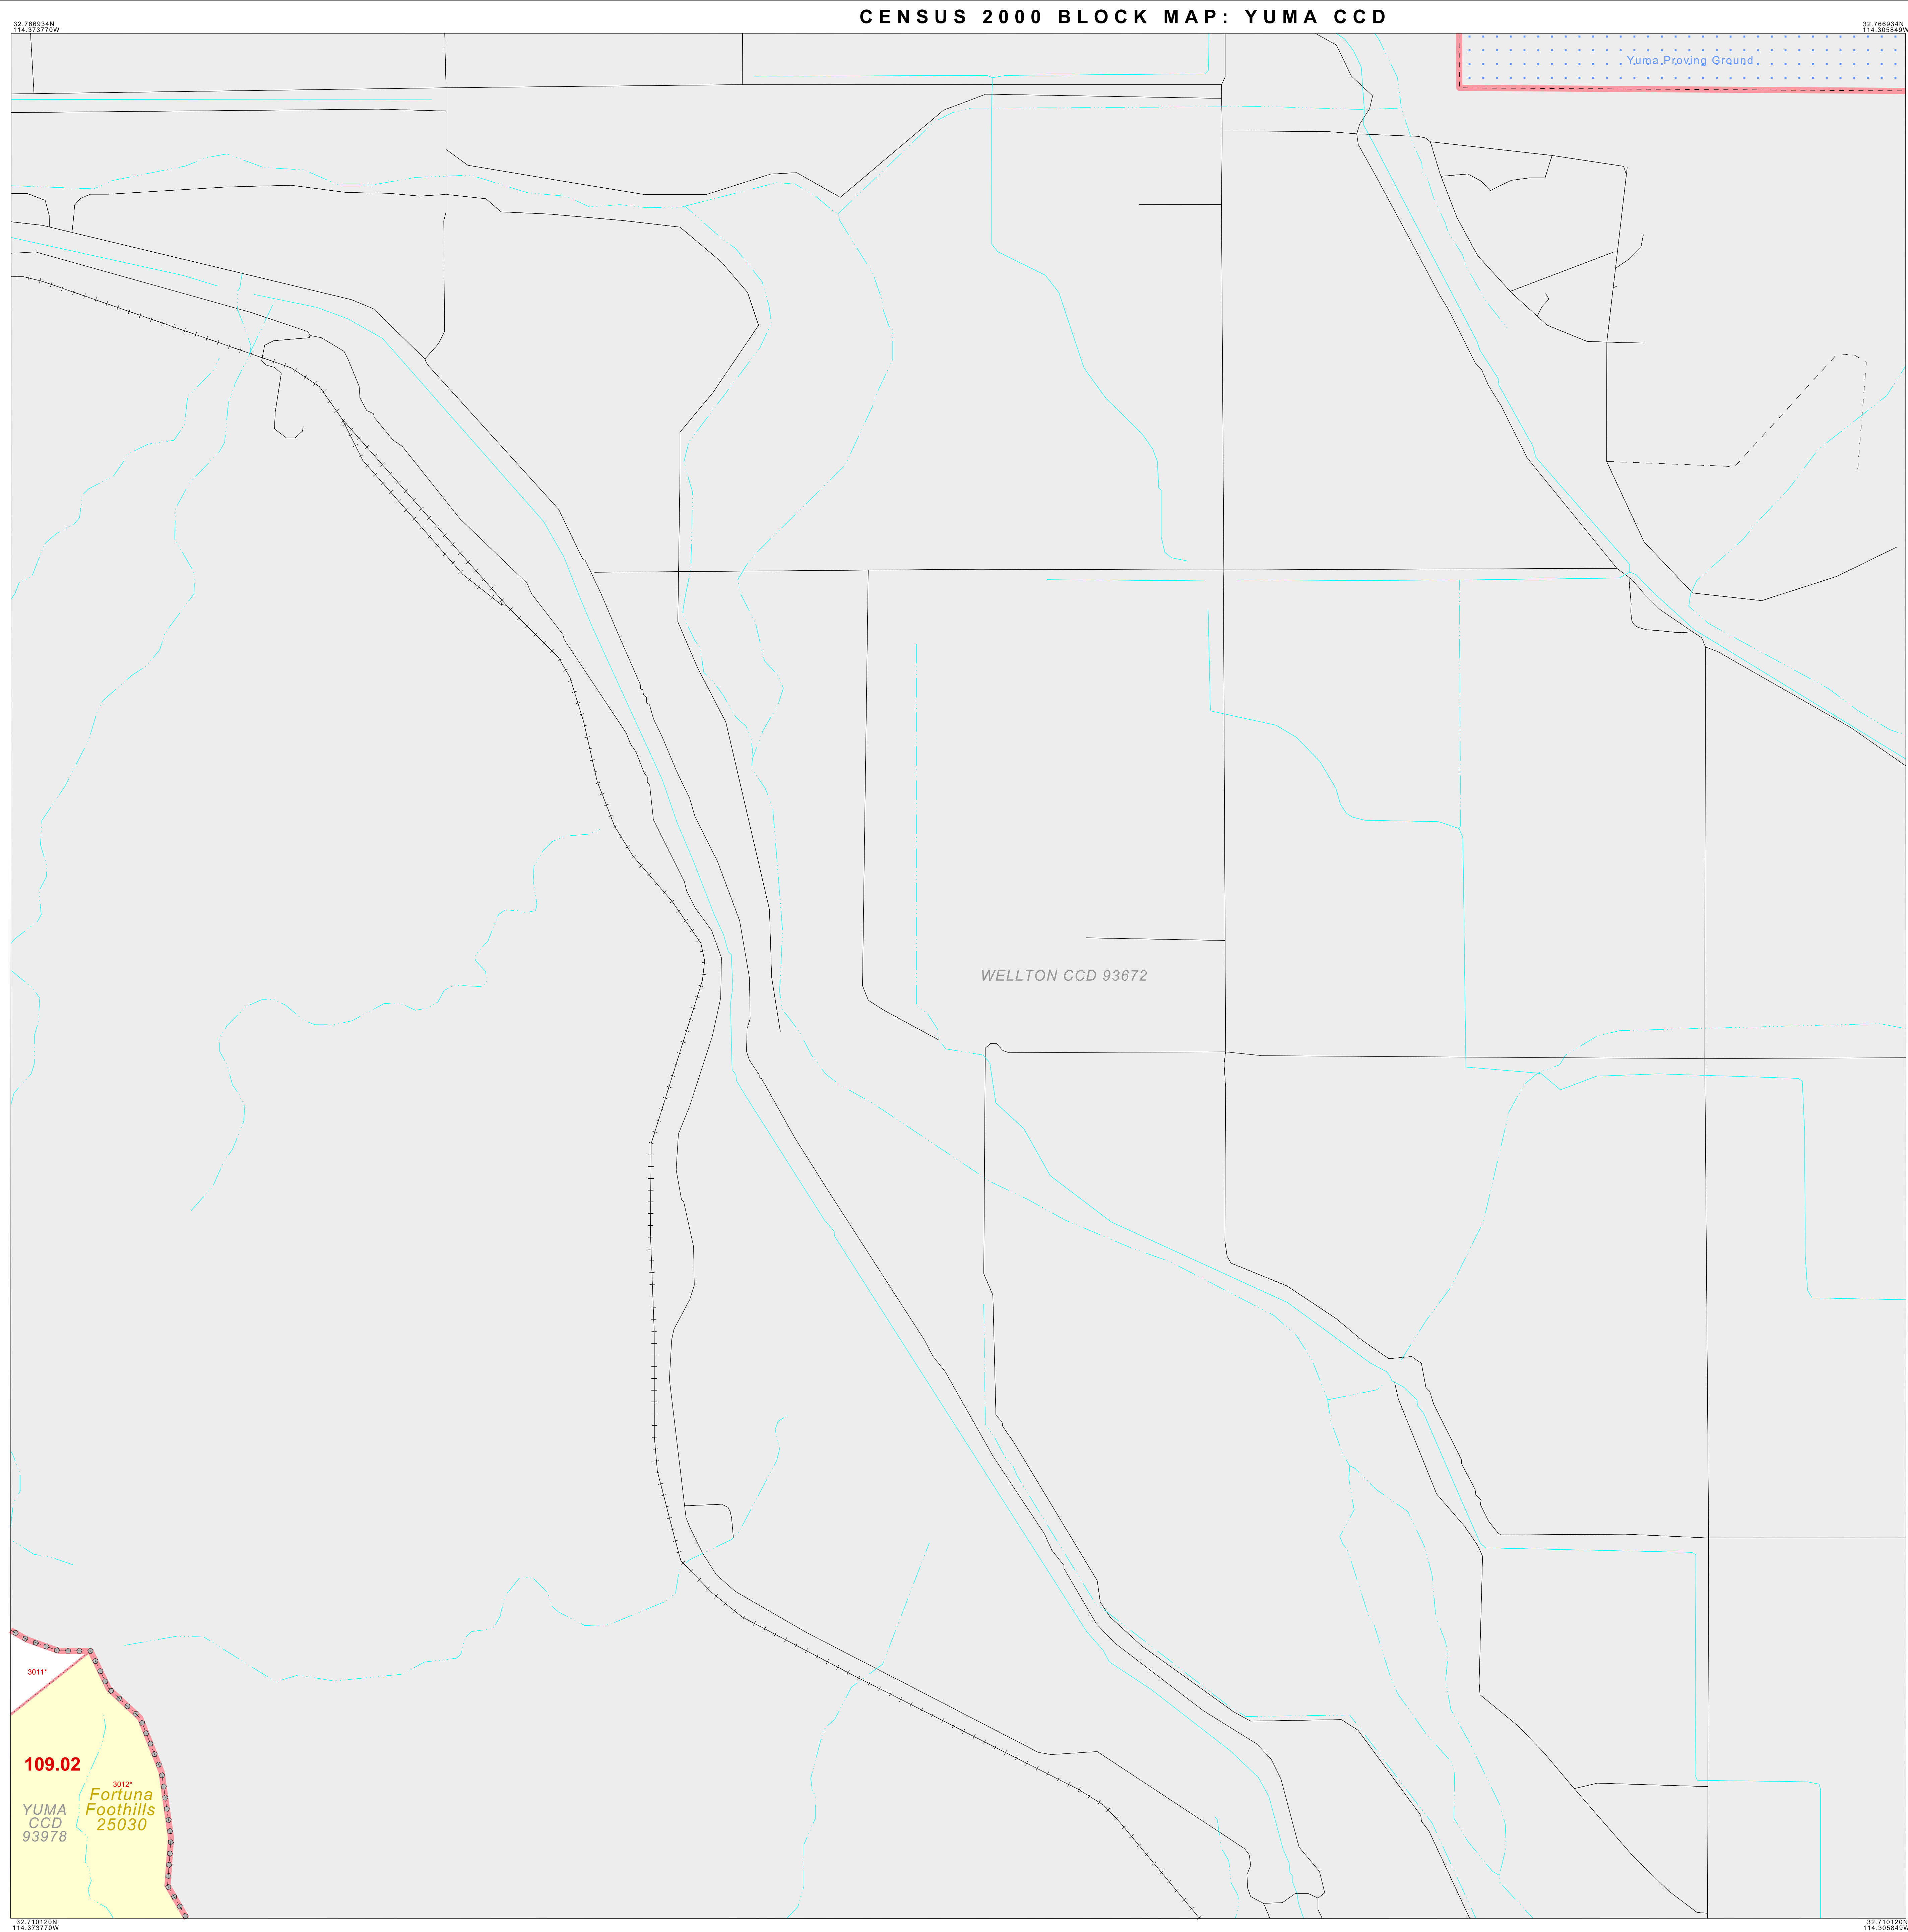 CENSUS 2000 BLOCK MAP: YUMA CCD
32.766934N
114.373770W
32.766934N
114.305849W
Yuma Proving Ground
WELLTON CCD 93672
3011*
109.02
3012*
Fortuna
Foothills
25030
YUMA
CCD
93978
32.710120N
114.373770W
32.710120N
114.305849W